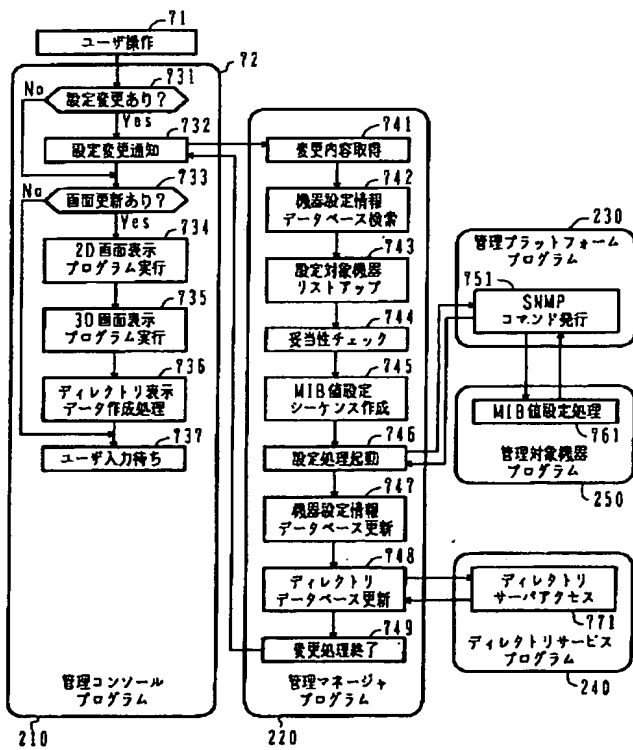 71
ユーザ操作
72
731
No
設定変更あり?
Yes
732
設定変更通知
733
No
画面更新あり?
Yes
734
2D画面表示
プログラム実行
735
3D画面表示
プログラム実行
736
ディレクトリ表示
データ作成処理
737
ユーザ入力待ち
管理コンソール
プログラム
210
741
変更内容取得
742
機器設定情報
データベース検索
743
設定対象機器
リストアップ
744
妥当性チェック
745
MIB値設定
シーケンス作成
746
設定処理起動
747
機器設定情報
データベース更新
748
ディレクトリ
データベース更新
749
変更処理終了
管理マネージャ
プログラム
220
230
管理プラットフォーム
プログラム
751
SNMP
コマンド発行
MIB値設定処理
761
管理対象機器
プログラム
250
ディレクトリ
サーバアクセス
771
ディレクトリサービス
プログラム
240